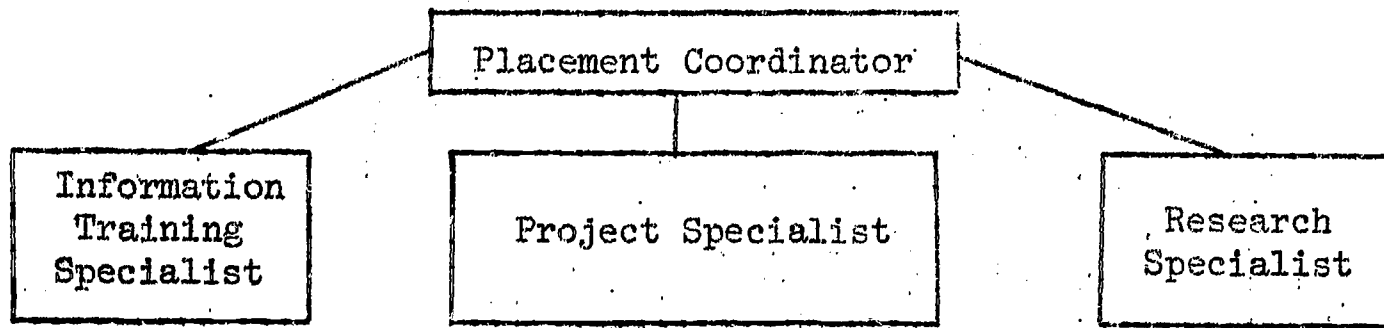 Placement Coordinator
Information
Training
Specialist
Project Specialist
Research
Specialist